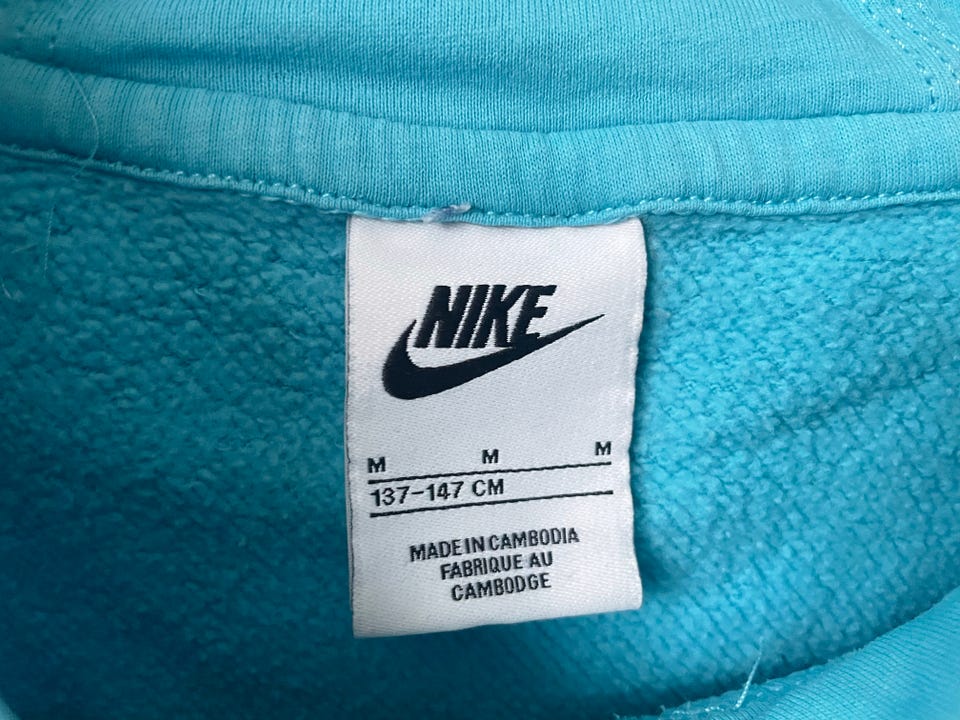 NIKE
M M M
137-147 CM
MADE IN CAMBODIA
FABRIQUE AU
CAMBODGE